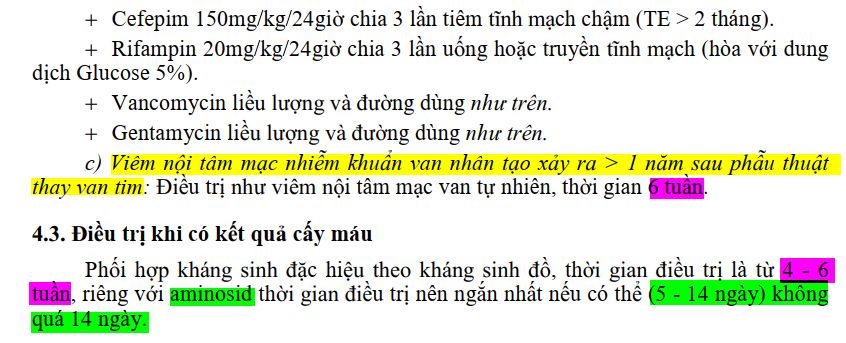 + Cefepim 150mg/kg/24giờ chia 3 lần tiêm tĩnh mạch chậm (TE > 2 tháng).
+ Rifampin 20mg/kg/24giờ chia 3 lần uống hoặc truyền tĩnh mạch (hòa với dung
dịch Glucose 5%).
+ Vancomycin liều lượng và đường dùng như trên.
+ Gentamycin liều lượng và đường dùng như trên.
c) Viêm nội tâm mạc nhiễm khuẩn van nhân tạo xảy ra > 1 năm sau phẫu thuật
thay van tim: Điều trị như viêm nội tâm mạc van tự nhiên, thời gian 6 tuần.
4.3. Điều trị khi có kết quả cấy máu
Phối hợp kháng sinh đặc hiệu theo kháng sinh đồ, thời gian điều trị là từ 4 - 6
tuần, riêng với aminosid thời gian điều trị nên ngắn nhất nếu có thể (5 - 14 ngày) không
quá 14 ngày.